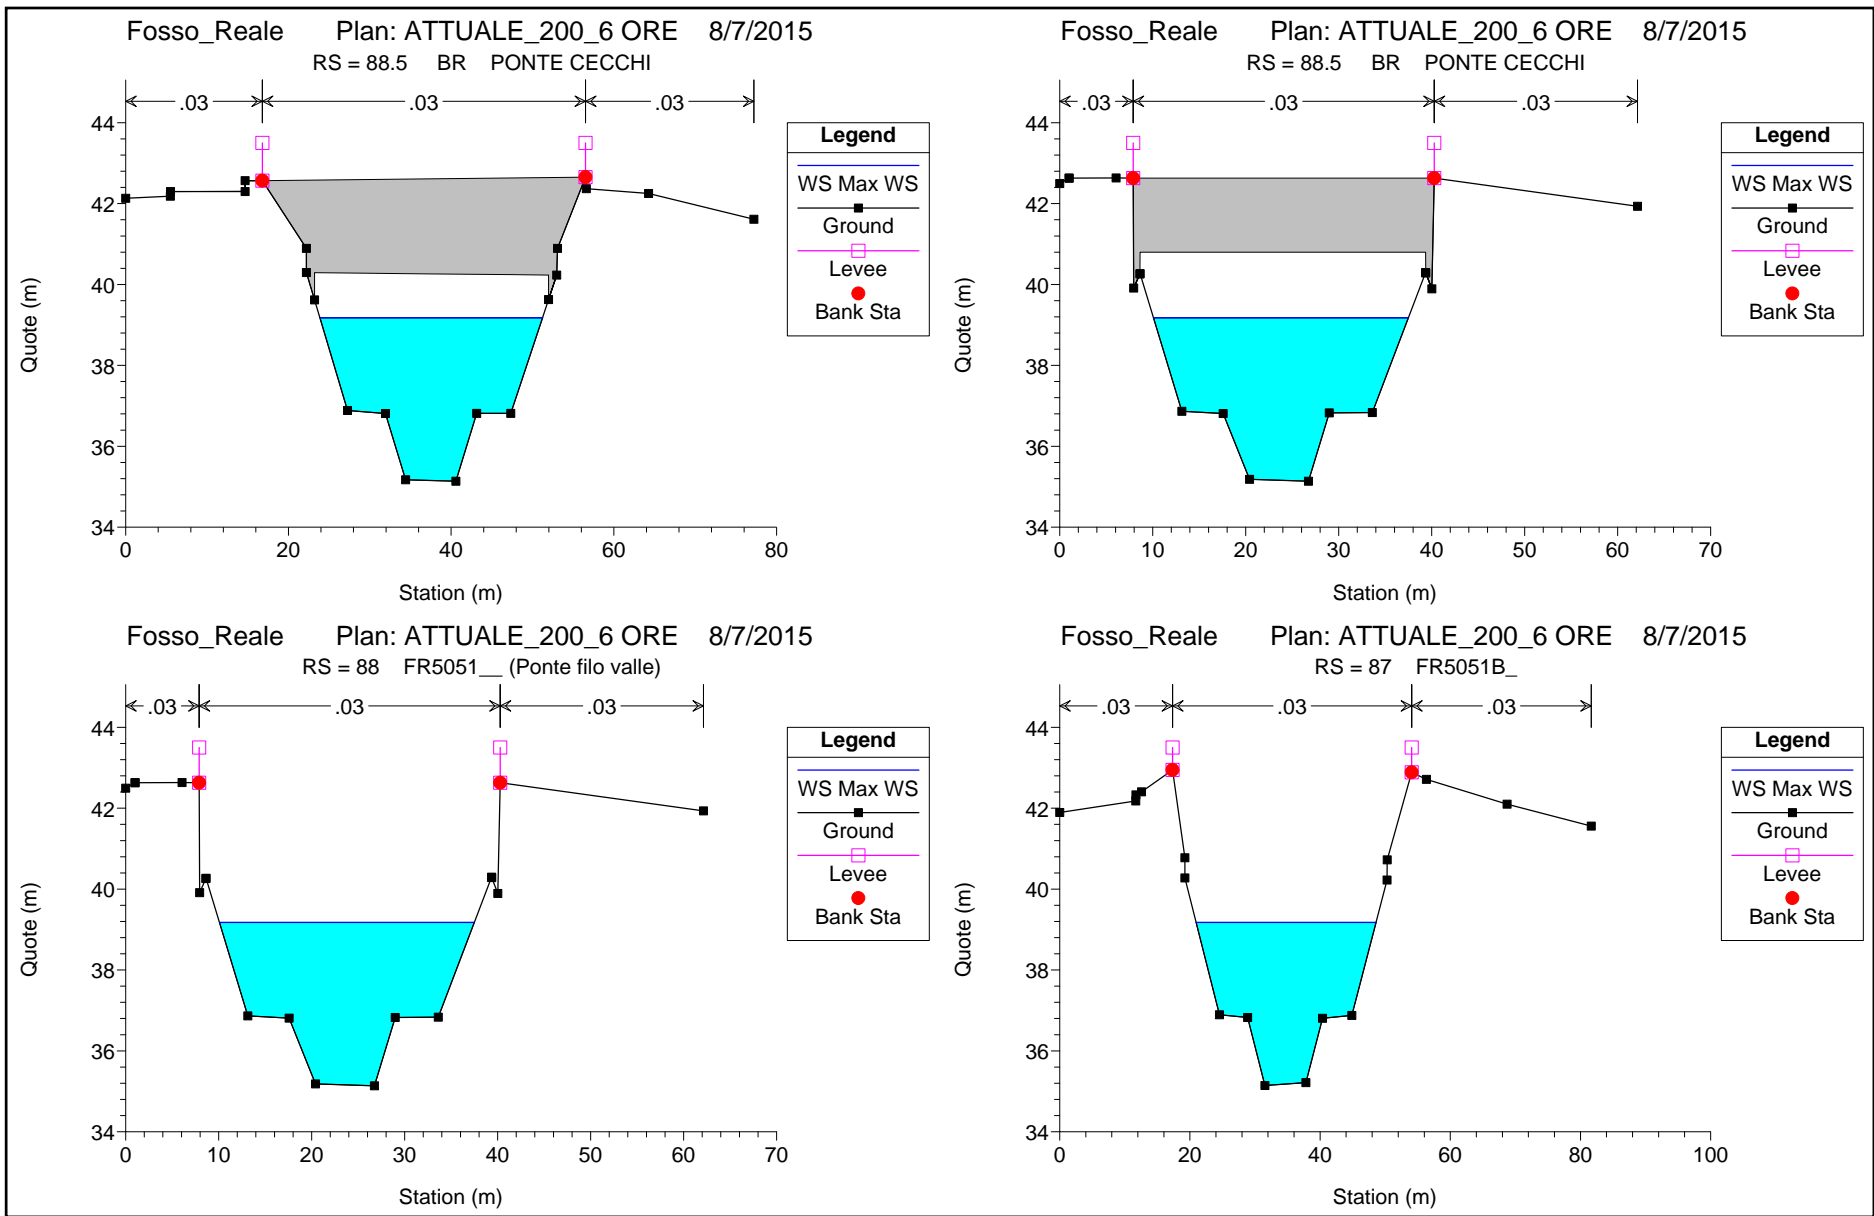 Fosso_Reale Plan: ATTUALE_200_6 ORE 8/7/2015
RS = 88.5 BR PONTE CECCHI
.03 .03 .03
44
42
40
38
36
34
Quote (m)
0 20 40 60 80
Station (m)
Legend
WS Max WS
Ground
Levee
Bank Sta
Fosso_Reale Plan: ATTUALE_200_6 ORE 8/7/2015
RS = 88.5 BR PONTE CECCHI
.03 .03 .03
44
42
40
38
36
34
Quote (m)
0 10 20 30 40 50 60 70
Station (m)
Legend
WS Max WS
Ground
Levee
Bank Sta
Fosso_Reale Plan: ATTUALE_200_6 ORE 8/7/2015
RS = 88 FR5051__ (Ponte filo valle)
.03 .03 .03
44
42
40
38
36
34
Quote (m)
0 10 20 30 40 50 60 70
Station (m)
Legend
WS Max WS
Ground
Levee
Bank Sta
Fosso_Reale Plan: ATTUALE_200_6 ORE 8/7/2015
RS = 87 FR5051B_
.03 .03 .03
44
42
40
38
36
34
Quote (m)
0 20 40 60 80 100
Station (m)
Legend
WS Max WS
Ground
Levee
Bank Sta